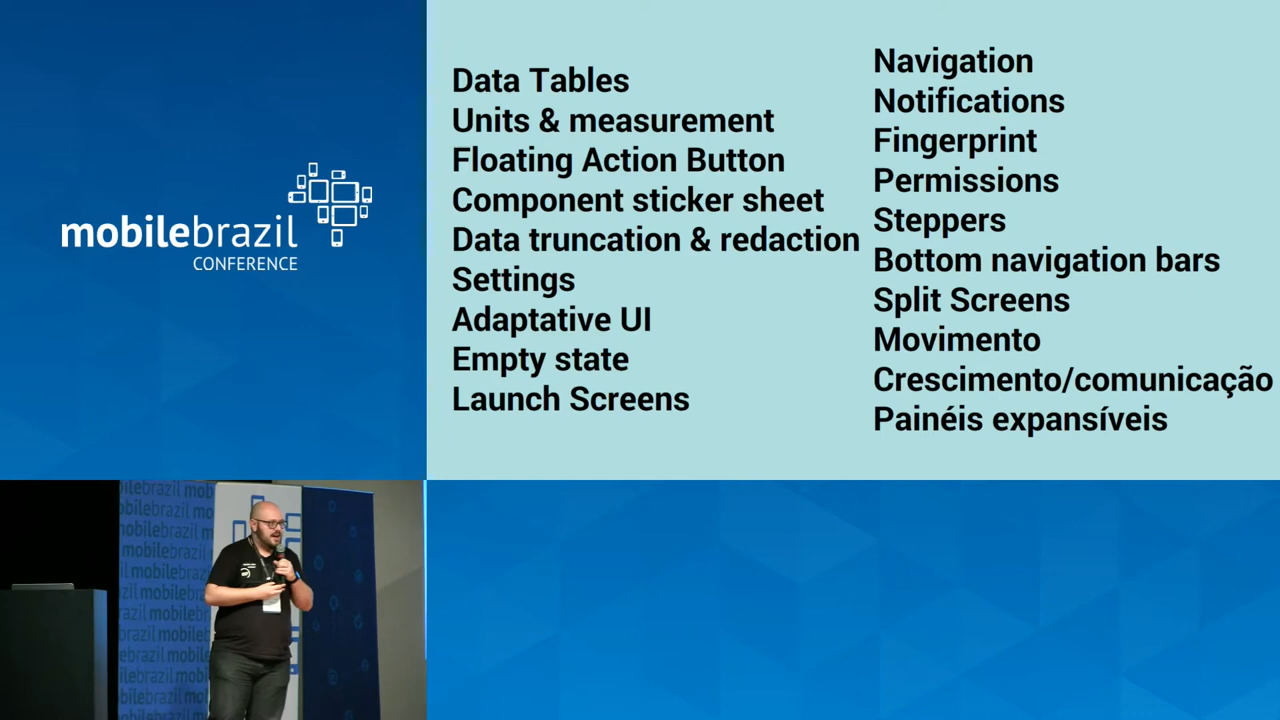 mobilebrazil
CONFERENCE
Data Tables
Units & measurement
Floating Action Button
Component sticker sheet
Data truncation & redaction
Settings
Adaptative UI
Empty state
Launch Screens
Navigation
Notifications
Fingerprint
Permissions
Steppers
Bottom navigation bars
Split Screens
Movimento
Crescimento/comunicação
Painéis expansíveis